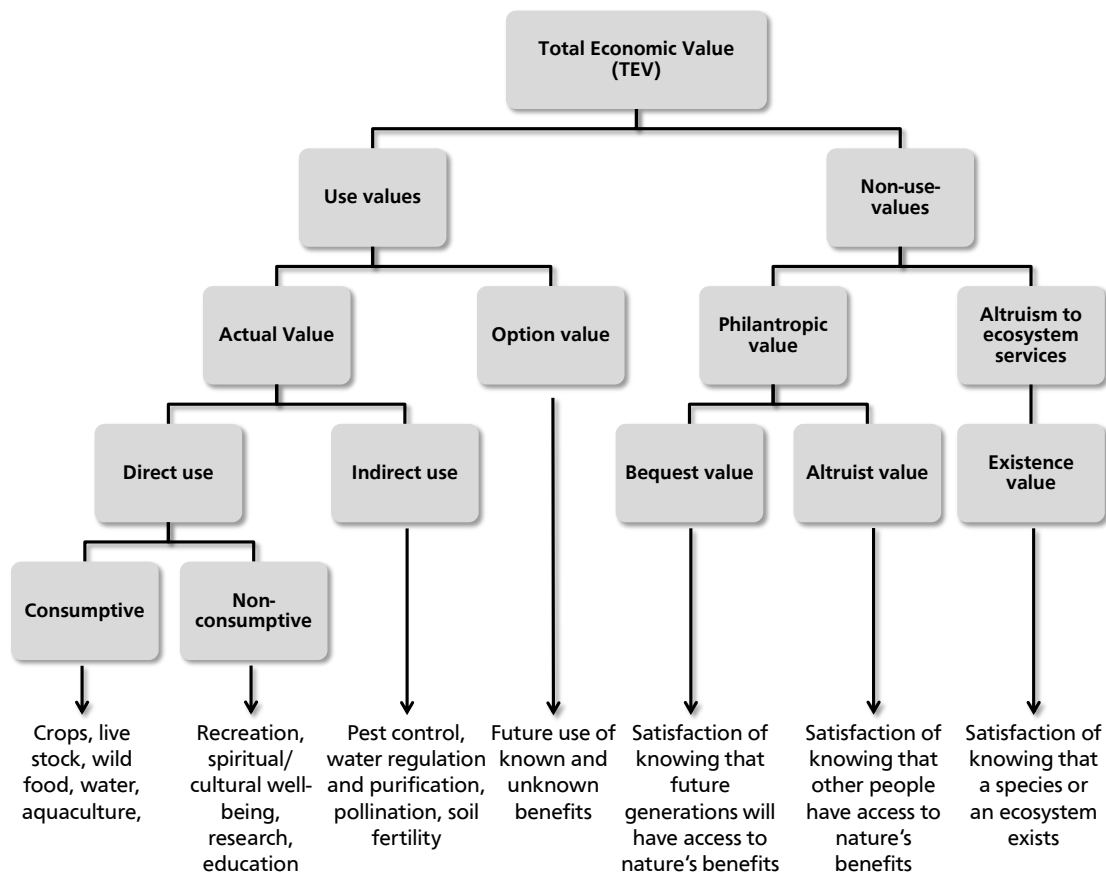 Total Economic Value
(TEV)
Use values
Non-use-
values
Actual Value
Option value
Philantropic
value
Altruism to
ecosystem
services
Direct use
Indirect use
Bequest value
Altruist value
Existence
value
Consumptive
Non-
consumptive
Crops, live
stock, wild
food, water,
aquaculture,
Recreation,
spiritual/
cultural well-
being,
research,
education
Pest control,
water regulation
and purification,
pollination, soil
fertility
Future use of
known and
unknown
benefits
Satisfaction of
knowing that
future
generations will
have access to
nature’s benefits
Satisfaction of
knowing that
other people
have access to
nature’s
benefits
Satisfaction of
knowing that
a species or
an ecosystem
exists